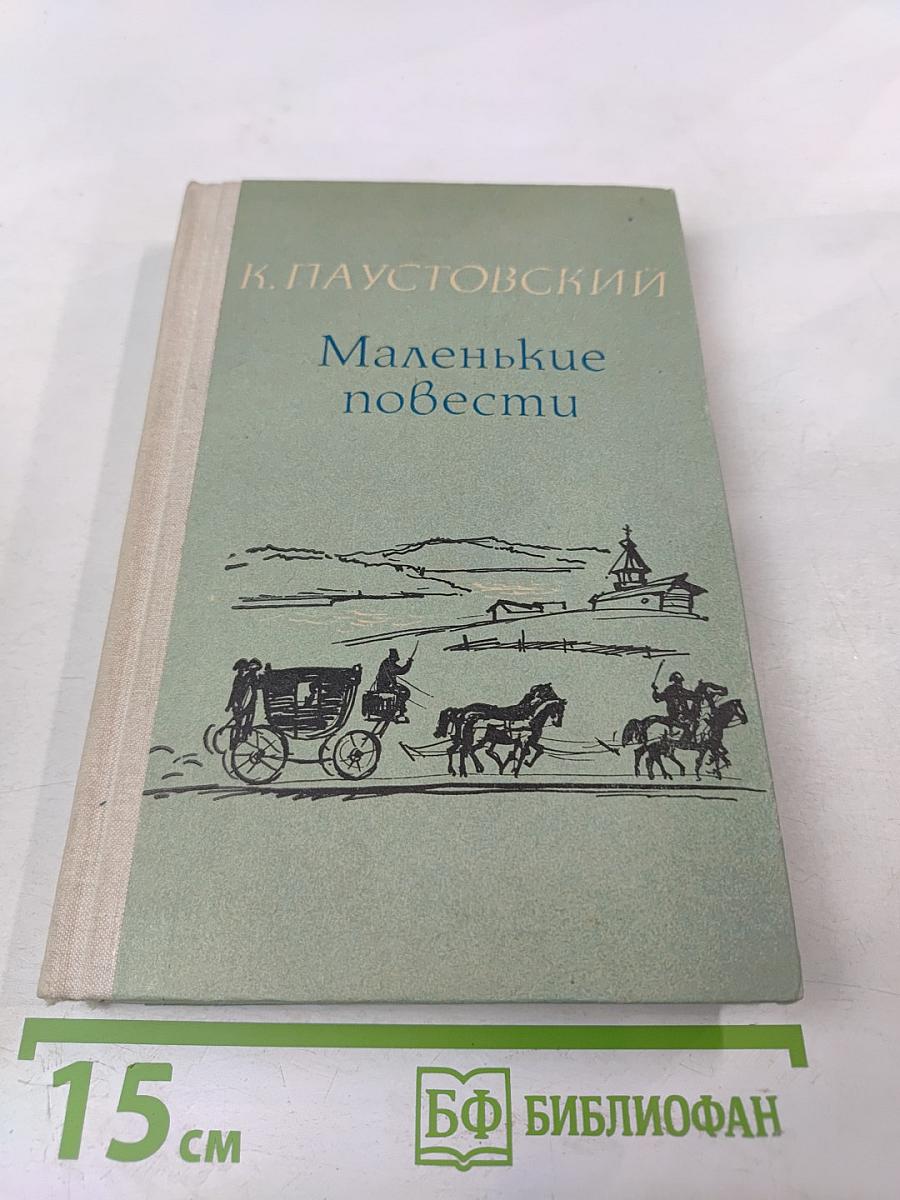 К. ПАУСТОВСКИЙ
Маленькие
повести
15 см
БФ БИБЛИОФАН